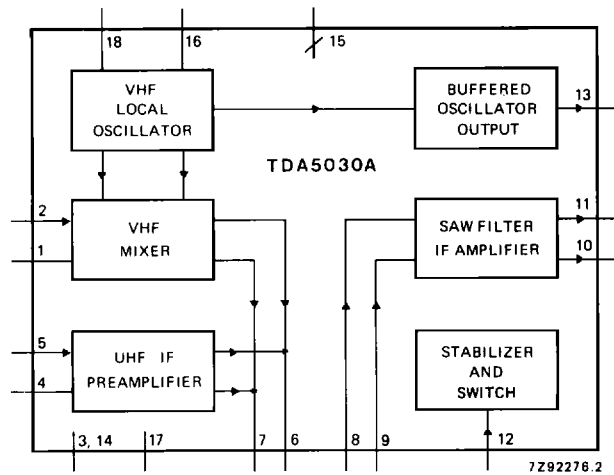 18
16
15
VHF
LOCAL
OSCILLATOR
BUFFERED
OSCILLATOR
OUTPUT
13
TDA5030A
2
1
VHF
MIXER
SAW FILTER
IF AMPLIFIER
11
10
5
4
UHF IF
PREAMPLIFIER
STABILIZER
AND
SWITCH
3, 14
17
7
6
8
9
12
7Z92276.2